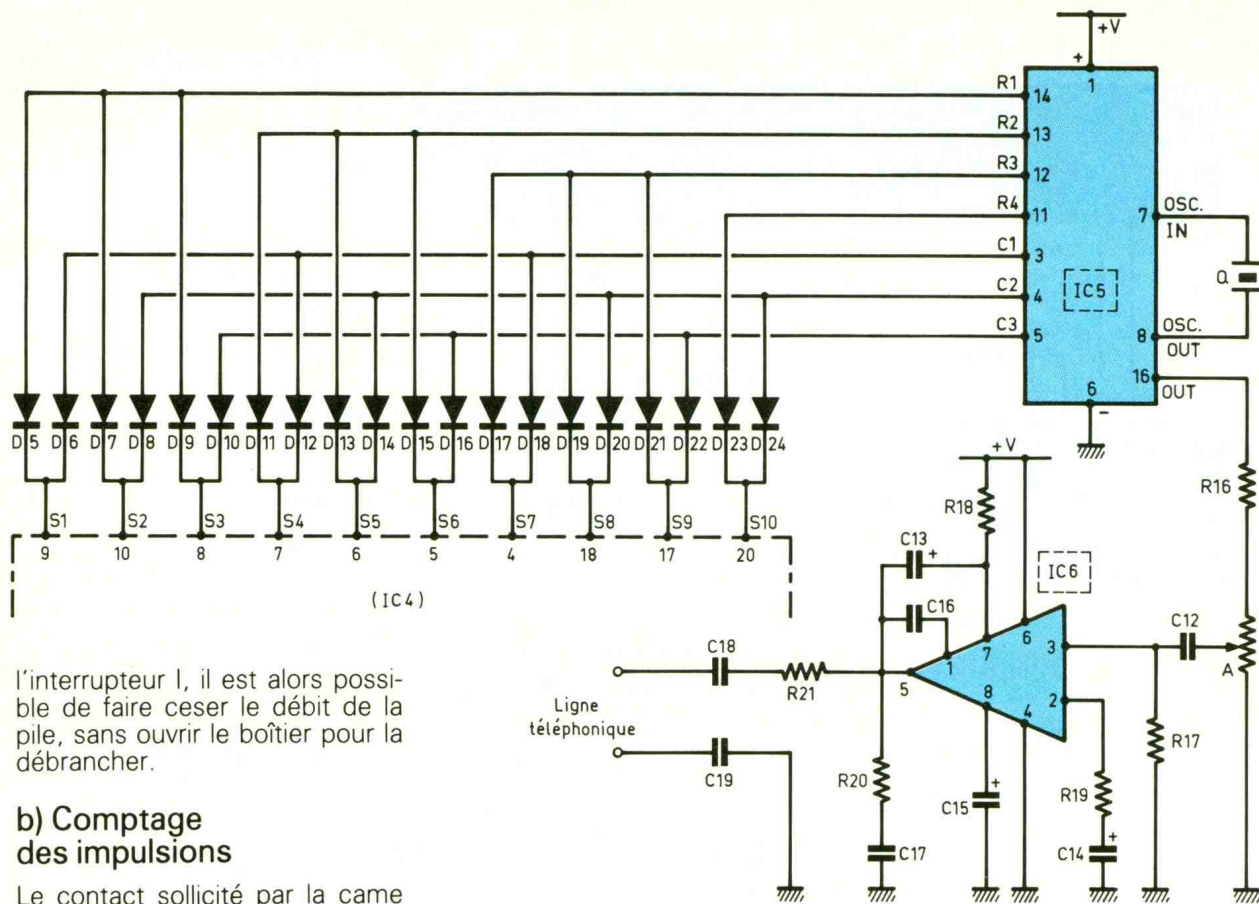 +V
+
1
R1
14
R2
13
R3
12
R4
11
7
OSC.
IN
C1
3
C2
4
IC5
Q
C3
5
8
OSC.
OUT
16
OUT
6
-
D5 D6 D7 D8 D9 D10 D11 D12 D13 D14 D15 D16 D17 D18 D19 D20 D21 D22 D23 D24
S1 S2 S3 S4 S5 S6 S7 S8 S9 S10
9 10 8 7 6 5 4 18 17 20
(IC4)
+V
R18
R16
C13
+
IC6
C16
C12
6
3
7
1
A
C18
5
8
2
R21
4
Ligne
téléphonique
R17
C19
R20
+
C15
R19
+
C17
C14
l'interrupteur I, il est alors possi-
ble de faire ceser le débit de la
pile, sans ouvrir le boîtier pour la
débrancher.
b) Comptage
des impulsions
Le contact sollicité par la came